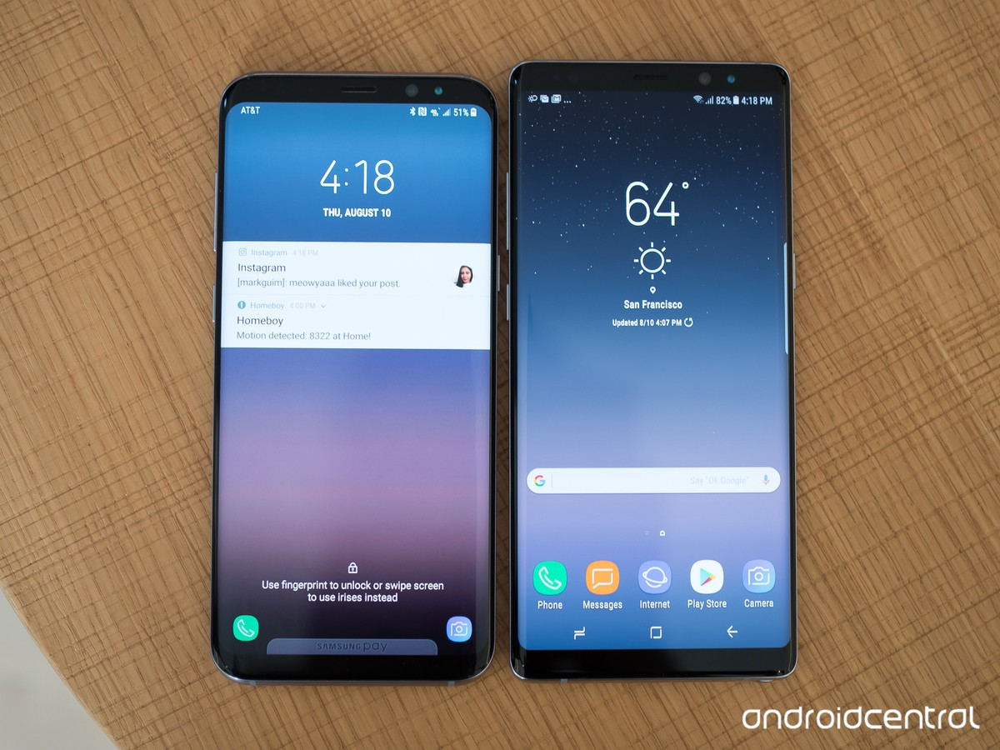 AT&T
51%
4:18
THU, AUGUST 10
Instagram 4:18 PM
Instagram
[markguim]: meowyaaa liked your post.
Homeboy 4:00 PM
Homeboy
Motion detected: 8322 at Home!
Use fingerprint to unlock or swipe screen
to use irises instead
SAMSUNG pay
... 82% 4:18 PM
64°
San Francisco
Updated 8/10 4:07 PM
G Say "Ok Google"
Phone Messages Internet Play Store Camera
androidcentral